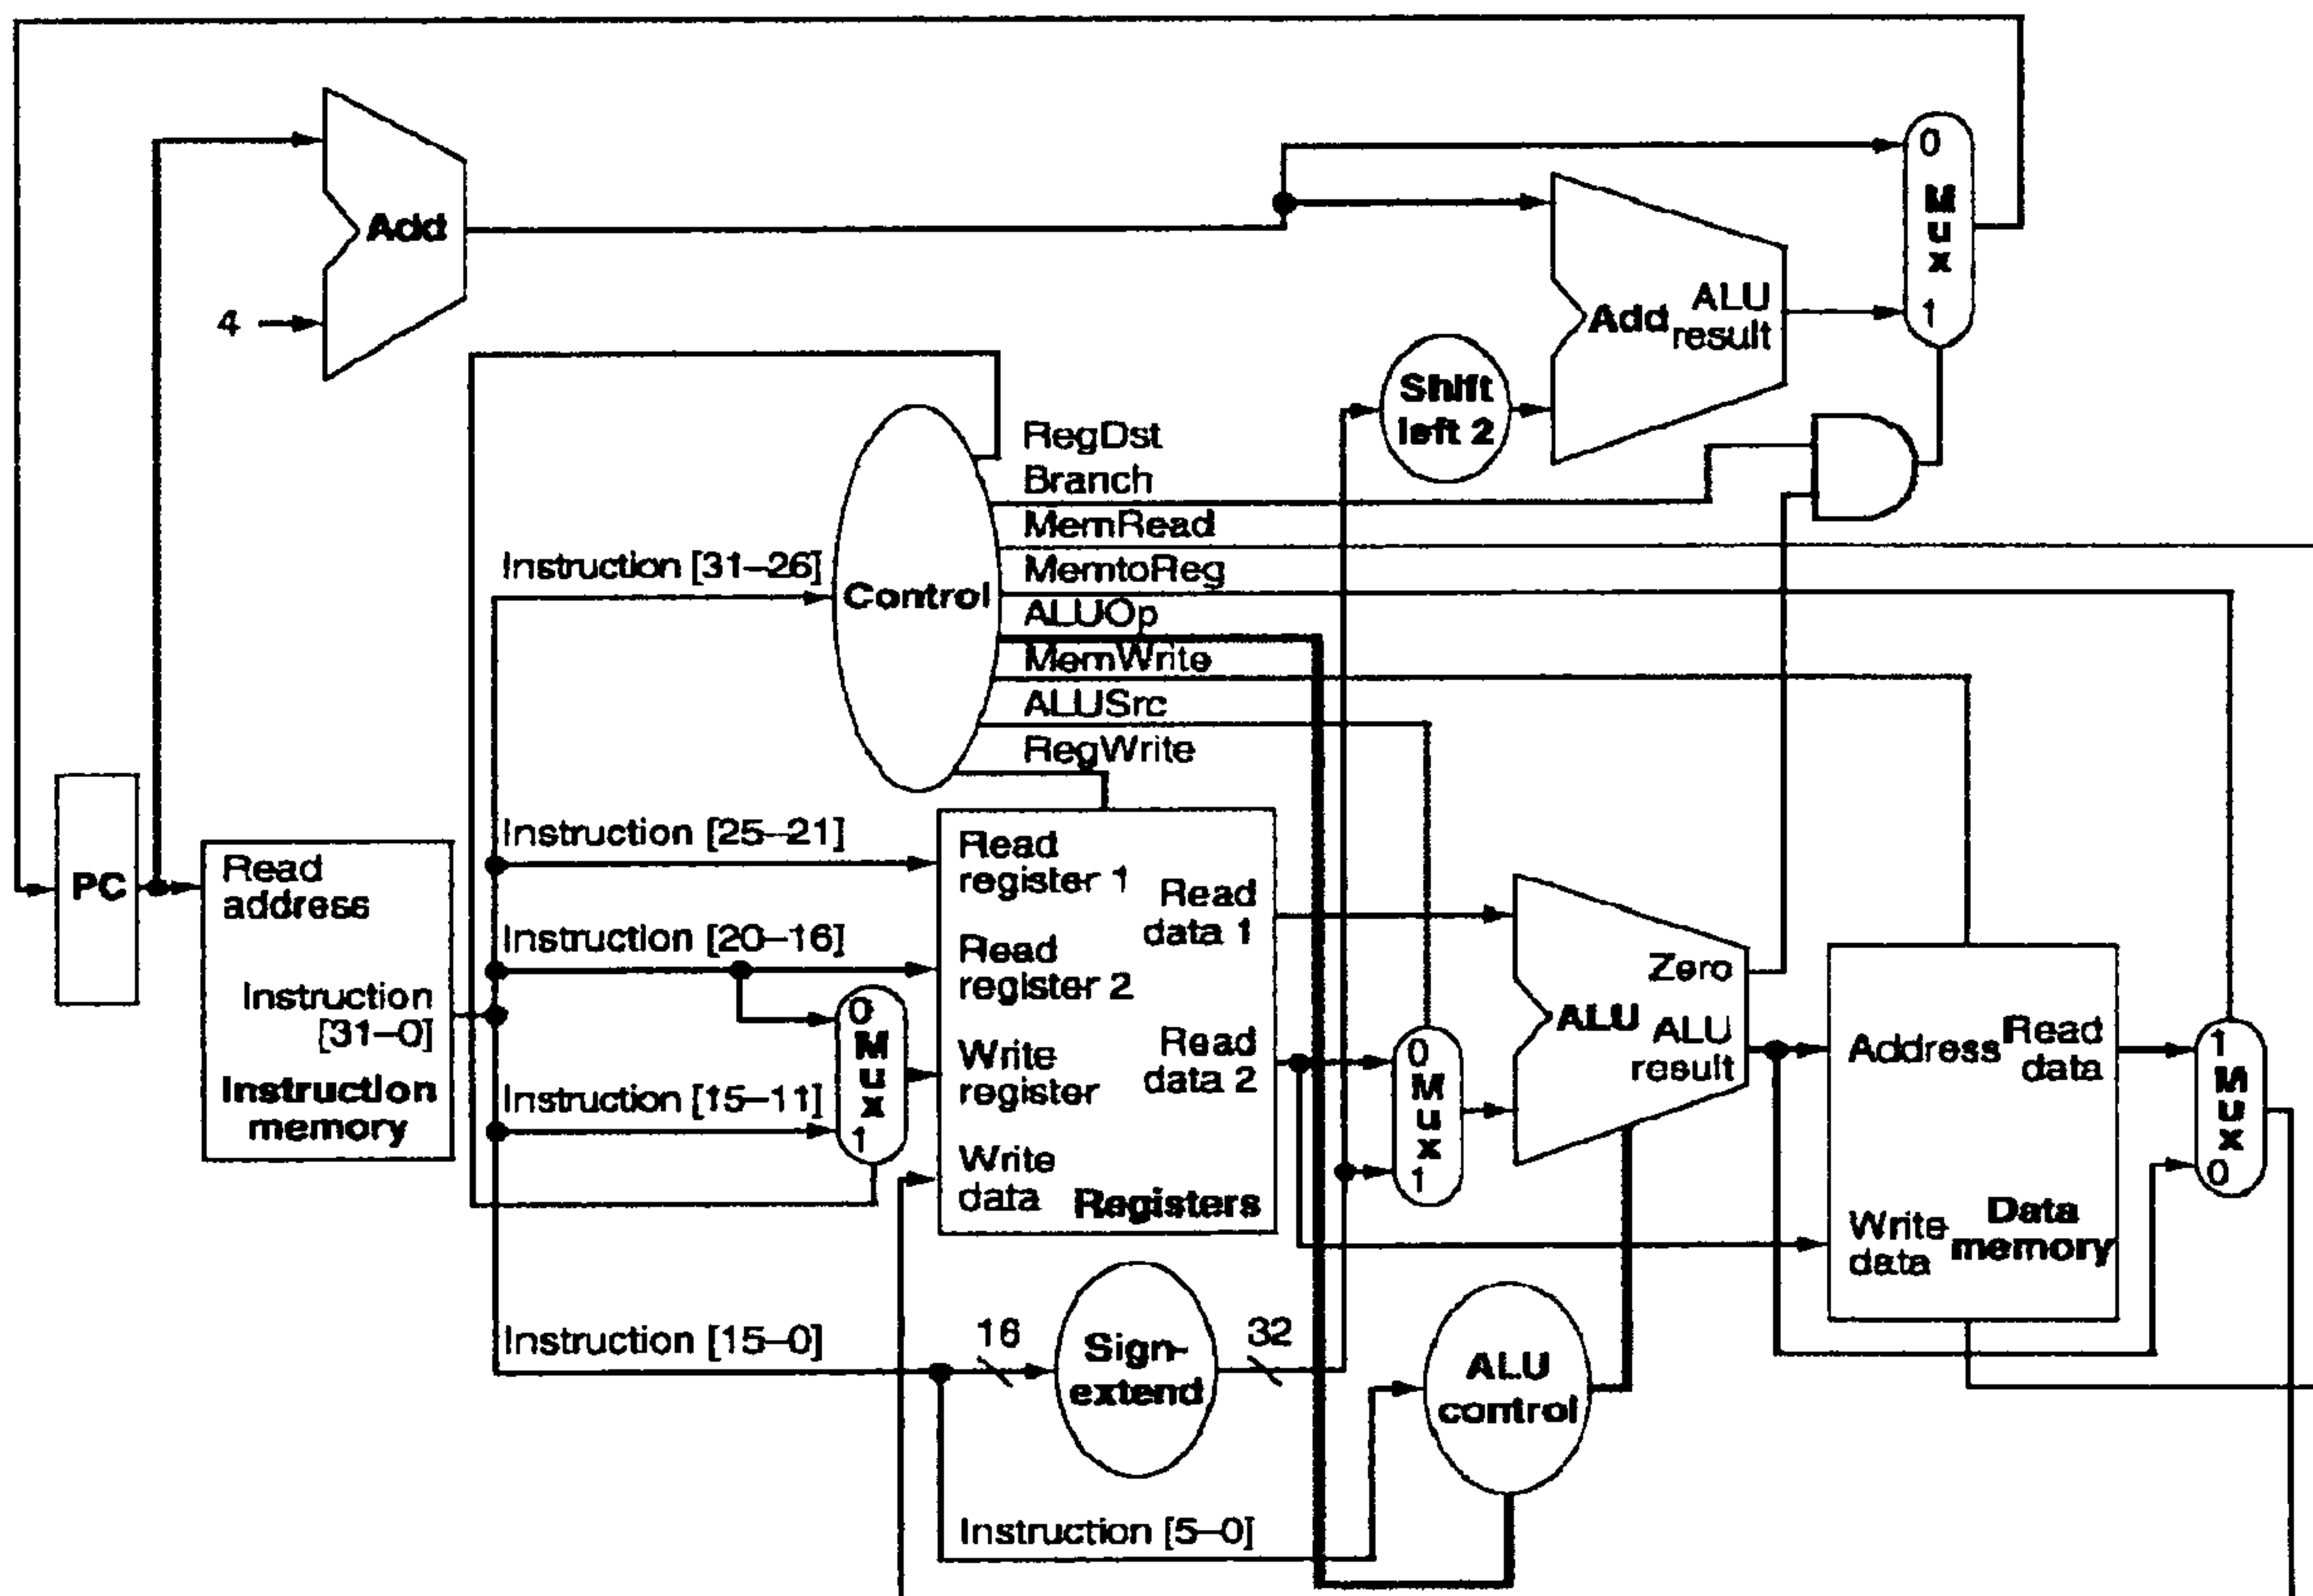 0
M
u
x
1
Add
4
Add
ALU
result
Shift
left 2
RegDst
Branch
MemRead
MemtoReg
ALUOp
MemWrite
ALUSrc
RegWrite
Control
Instruction [31–26]
PC
Read
address
Instruction
[31–0]
Instruction
memory
Instruction [25–21]
Instruction [20–16]
Instruction [15–11]
0
M
u
x
1
Read
register 1
Read
register 2
Write
register
Write
data
Read
data 1
Read
data 2
Registers
0
M
u
x
1
Zero
ALU
ALU
result
Address
Read
data
Write
data
Data
memory
1
M
u
x
0
Instruction [15–0]
16
Sign-
extend
32
ALU
control
Instruction [5–0]